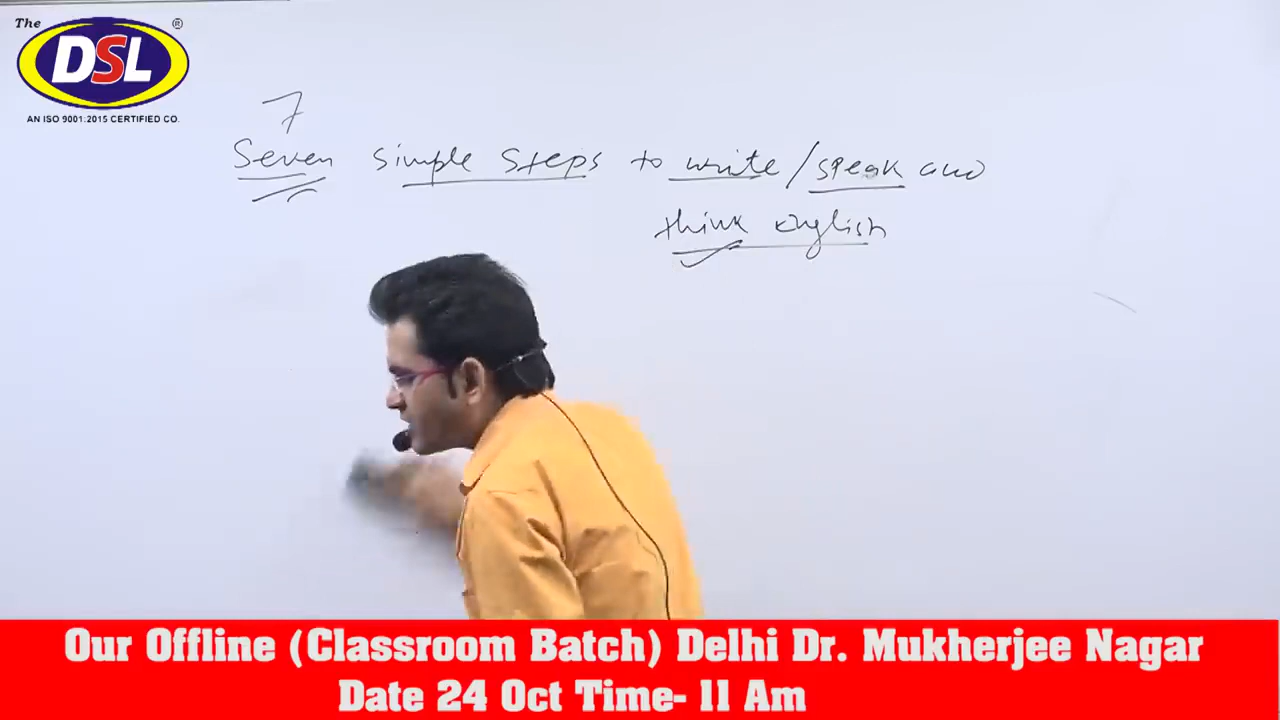 The
®
DSL
AN ISO 9001:2015 CERTIFIED CO.
7
Seven simple steps to write / speak and
think english
Our Offline (Classroom Batch) Delhi Dr. Mukherjee Nagar
Date 24 Oct Time- 11 Am